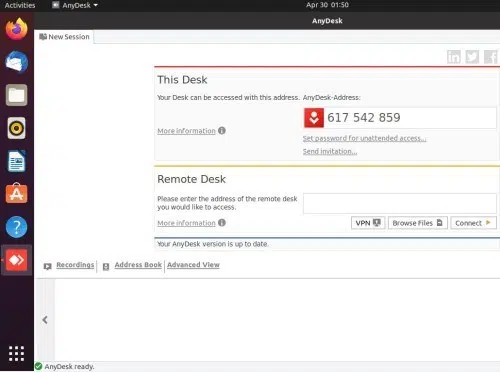 Activities
AnyDesk
Apr 30 01:50
AnyDesk
New Session
This Desk
Your Desk can be accessed with this address.
AnyDesk-Address:
617 542 859
More information
Set password for unattended access...
Send invitation...
Remote Desk
Please enter the address of the remote desk
you would like to access.
More information
VPN
Browse Files
Connect
Your AnyDesk version is up to date.
Recordings
Address Book
Advanced View
AnyDesk ready.